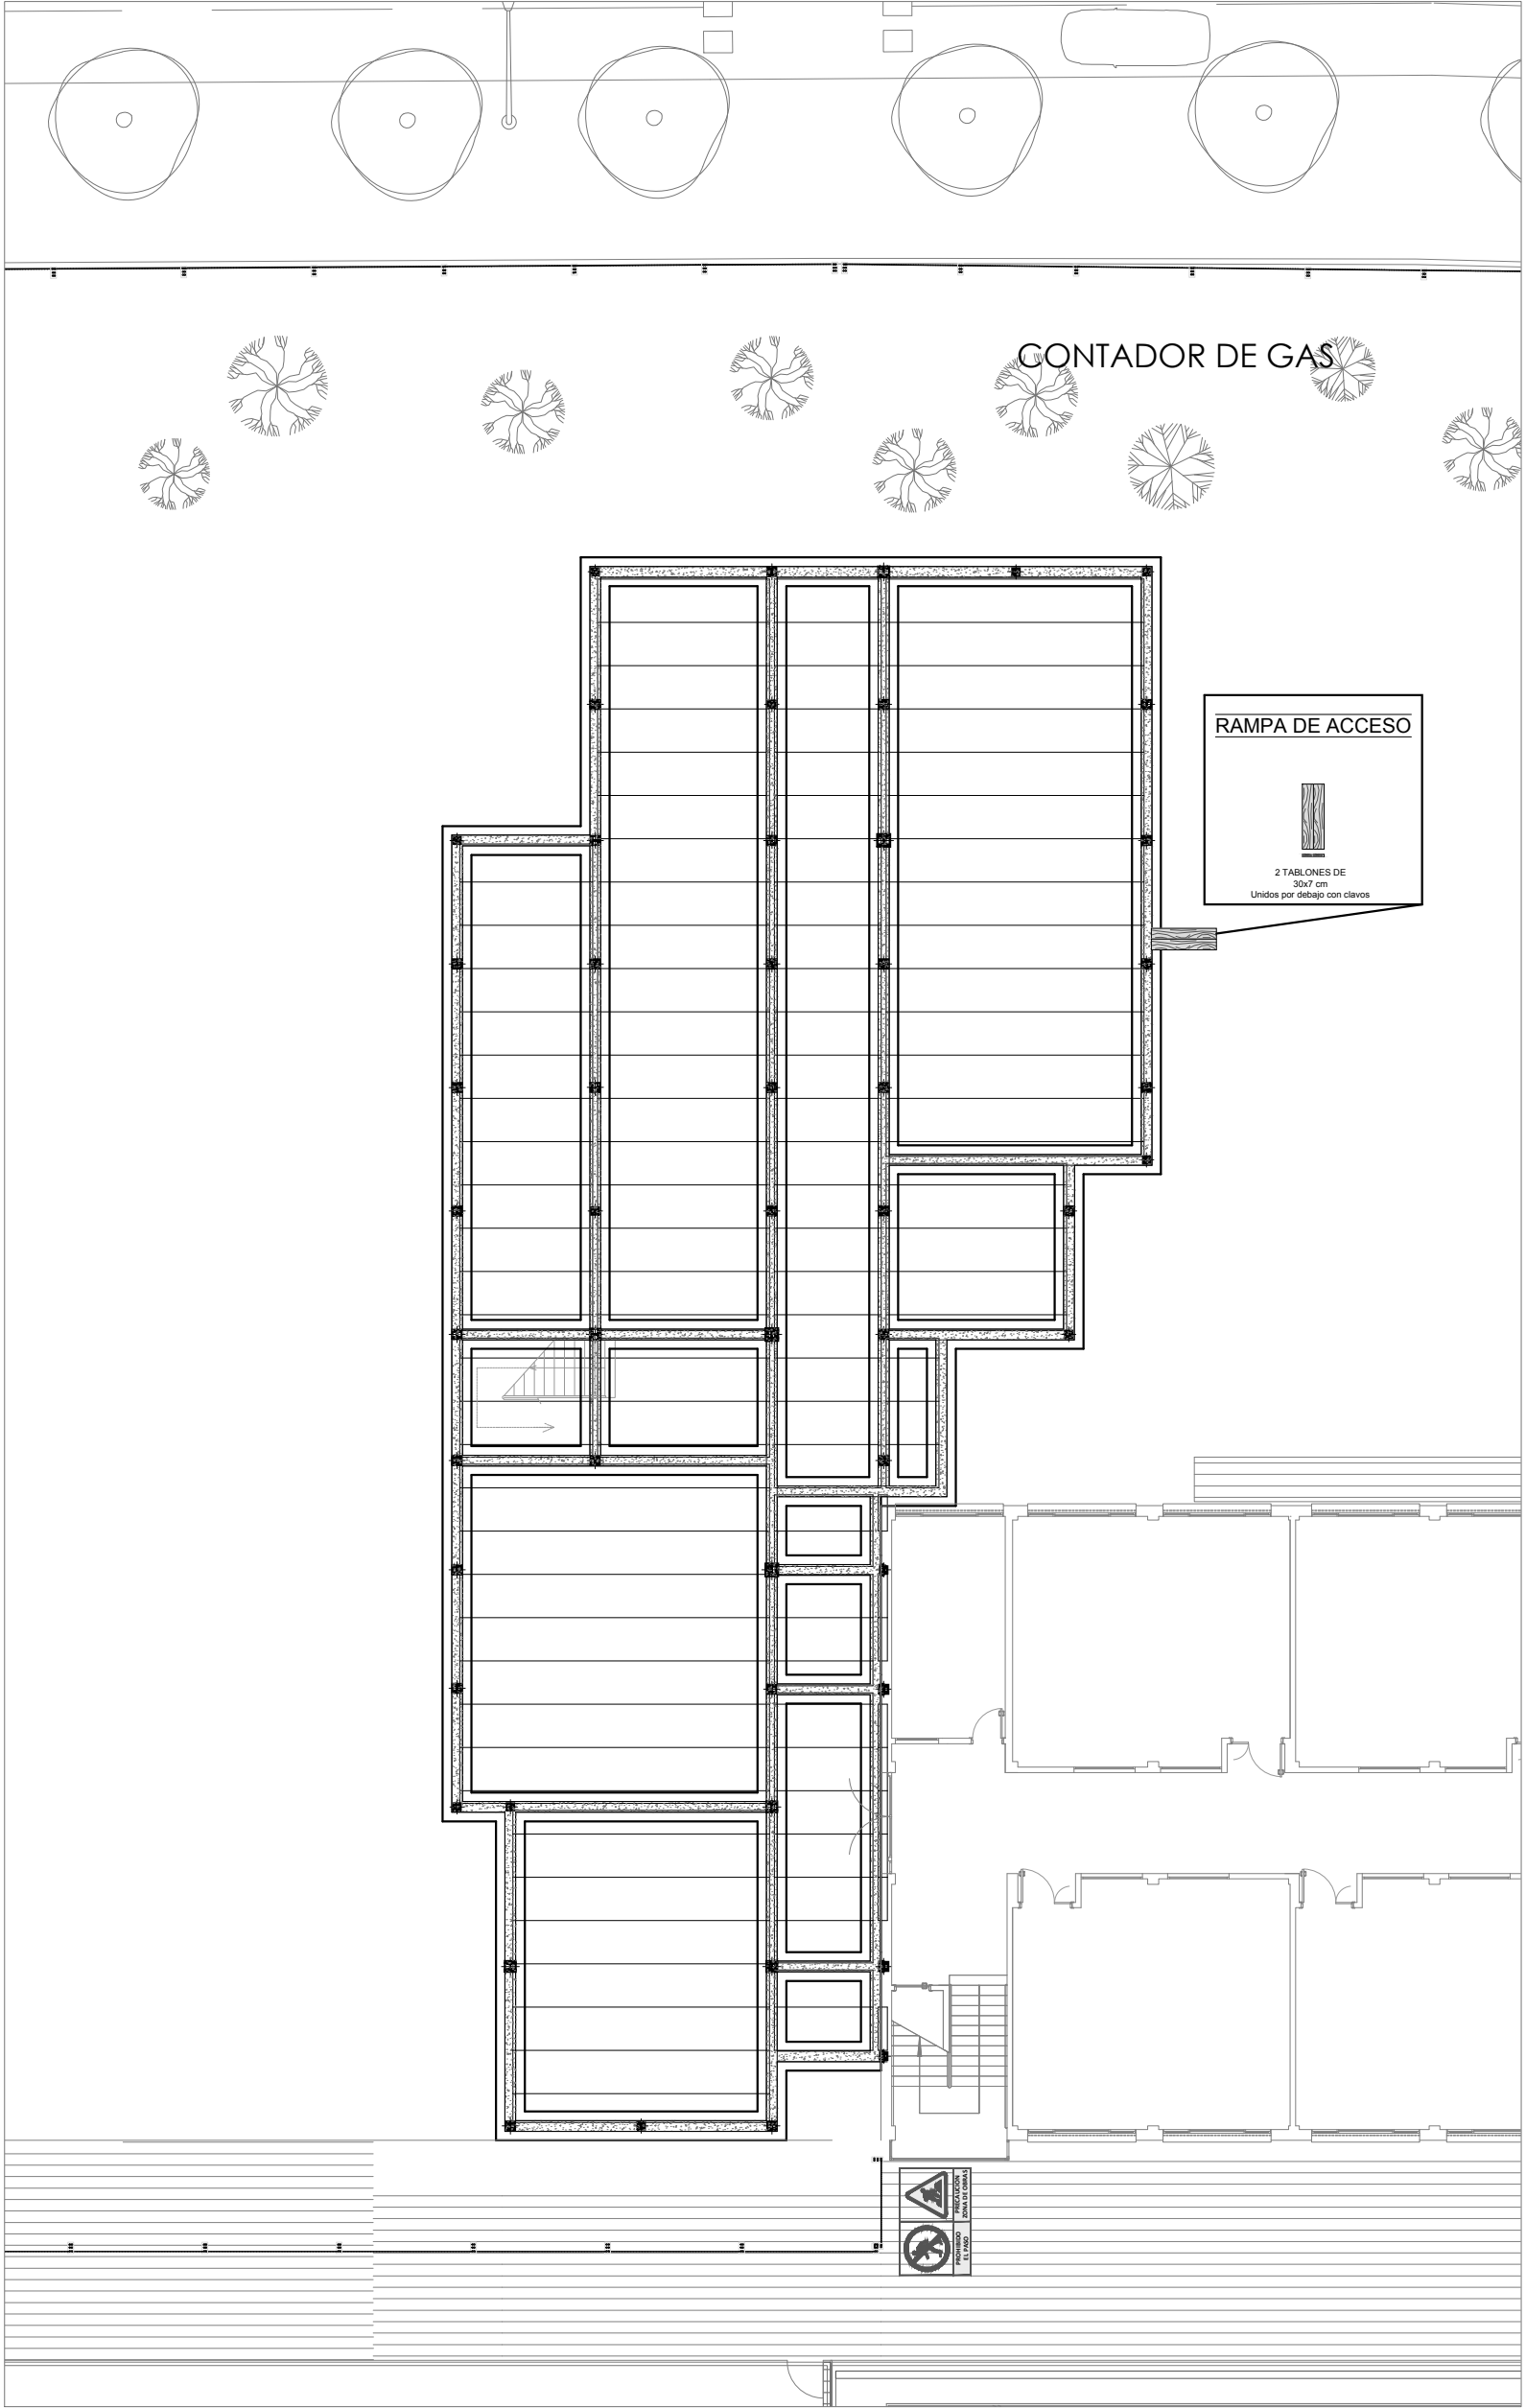 CONTADOR DE GAS
RAMPA DE ACCESO
2 TABLONES DE
30x7 cm
Unidos por debajo con clavos
PRECAUCION
ZONA DE OBRAS
PROHIBIDO
EL PASO